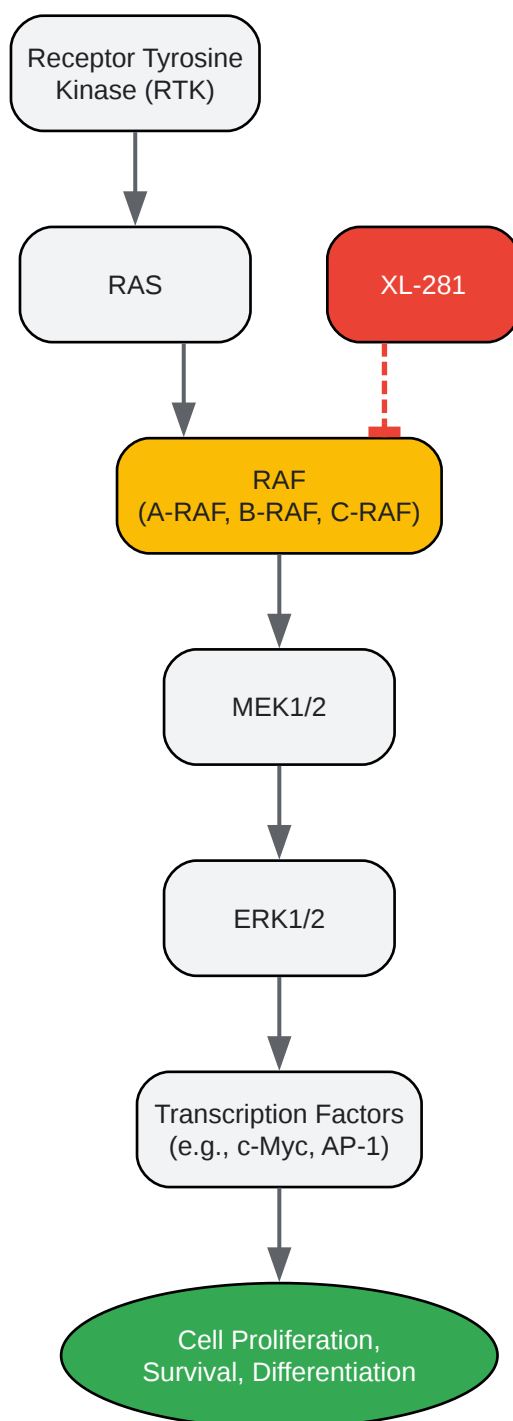 Receptor Tyrosine
Kinase (RTK)
RAS
XL-281
RAF
(A-RAF, B-RAF, C-RAF)
MEK1/2
ERK1/2
Transcription Factors
(e.g., c-Myc, AP-1)
Cell Proliferation,
Survival, Differentiation